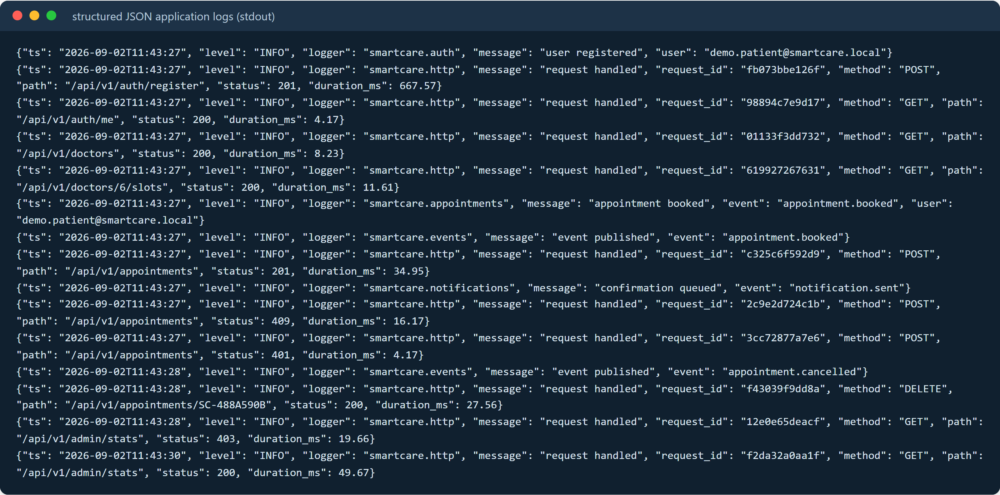 structured JSON application logs (stdout)
{"ts": "2026-09-02T11:43:27", "level": "INFO", "logger": "smartcare.auth", "message": "user registered", "user": "demo.patient@smartcare.local"}
{"ts": "2026-09-02T11:43:27", "level": "INFO", "logger": "smartcare.http", "message": "request handled", "request_id": "fb073bbe126f", "method": "POST",
"path": "/api/v1/auth/register", "status": 201, "duration_ms": 667.57}
{"ts": "2026-09-02T11:43:27", "level": "INFO", "logger": "smartcare.http", "message": "request handled", "request_id": "98894c7e9d17", "method": "GET", "path":
"/api/v1/auth/me", "status": 200, "duration_ms": 4.17}
{"ts": "2026-09-02T11:43:27", "level": "INFO", "logger": "smartcare.http", "message": "request handled", "request_id": "01133f3dd732", "method": "GET", "path":
"/api/v1/doctors", "status": 200, "duration_ms": 8.23}
{"ts": "2026-09-02T11:43:27", "level": "INFO", "logger": "smartcare.http", "message": "request handled", "request_id": "619927267631", "method": "GET", "path":
"/api/v1/doctors/6/slots", "status": 200, "duration_ms": 11.61}
{"ts": "2026-09-02T11:43:27", "level": "INFO", "logger": "smartcare.appointments", "message": "appointment booked", "event": "appointment.booked", "user":
"demo.patient@smartcare.local"}
{"ts": "2026-09-02T11:43:27", "level": "INFO", "logger": "smartcare.events", "message": "event published", "event": "appointment.booked"}
{"ts": "2026-09-02T11:43:27", "level": "INFO", "logger": "smartcare.http", "message": "request handled", "request_id": "c325c6f592d9", "method": "POST",
"path": "/api/v1/appointments", "status": 201, "duration_ms": 34.95}
{"ts": "2026-09-02T11:43:27", "level": "INFO", "logger": "smartcare.notifications", "message": "confirmation queued", "event": "notification.sent"}
{"ts": "2026-09-02T11:43:27", "level": "INFO", "logger": "smartcare.http", "message": "request handled", "request_id": "2c9e2d724c1b", "method": "POST",
"path": "/api/v1/appointments", "status": 409, "duration_ms": 16.17}
{"ts": "2026-09-02T11:43:27", "level": "INFO", "logger": "smartcare.http", "message": "request handled", "request_id": "3cc72877a7e6", "method": "POST",
"path": "/api/v1/appointments", "status": 401, "duration_ms": 4.17}
{"ts": "2026-09-02T11:43:28", "level": "INFO", "logger": "smartcare.events", "message": "event published", "event": "appointment.cancelled"}
{"ts": "2026-09-02T11:43:28", "level": "INFO", "logger": "smartcare.http", "message": "request handled", "request_id": "f43039f9dd8a", "method": "DELETE",
"path": "/api/v1/appointments/SC-488A590B", "status": 200, "duration_ms": 27.56}
{"ts": "2026-09-02T11:43:28", "level": "INFO", "logger": "smartcare.http", "message": "request handled", "request_id": "12e0e65deacf", "method": "GET", "path":
"/api/v1/admin/stats", "status": 403, "duration_ms": 19.66}
{"ts": "2026-09-02T11:43:30", "level": "INFO", "logger": "smartcare.http", "message": "request handled", "request_id": "f2da32a0aa1f", "method": "GET", "path":
"/api/v1/admin/stats", "status": 200, "duration_ms": 49.67}